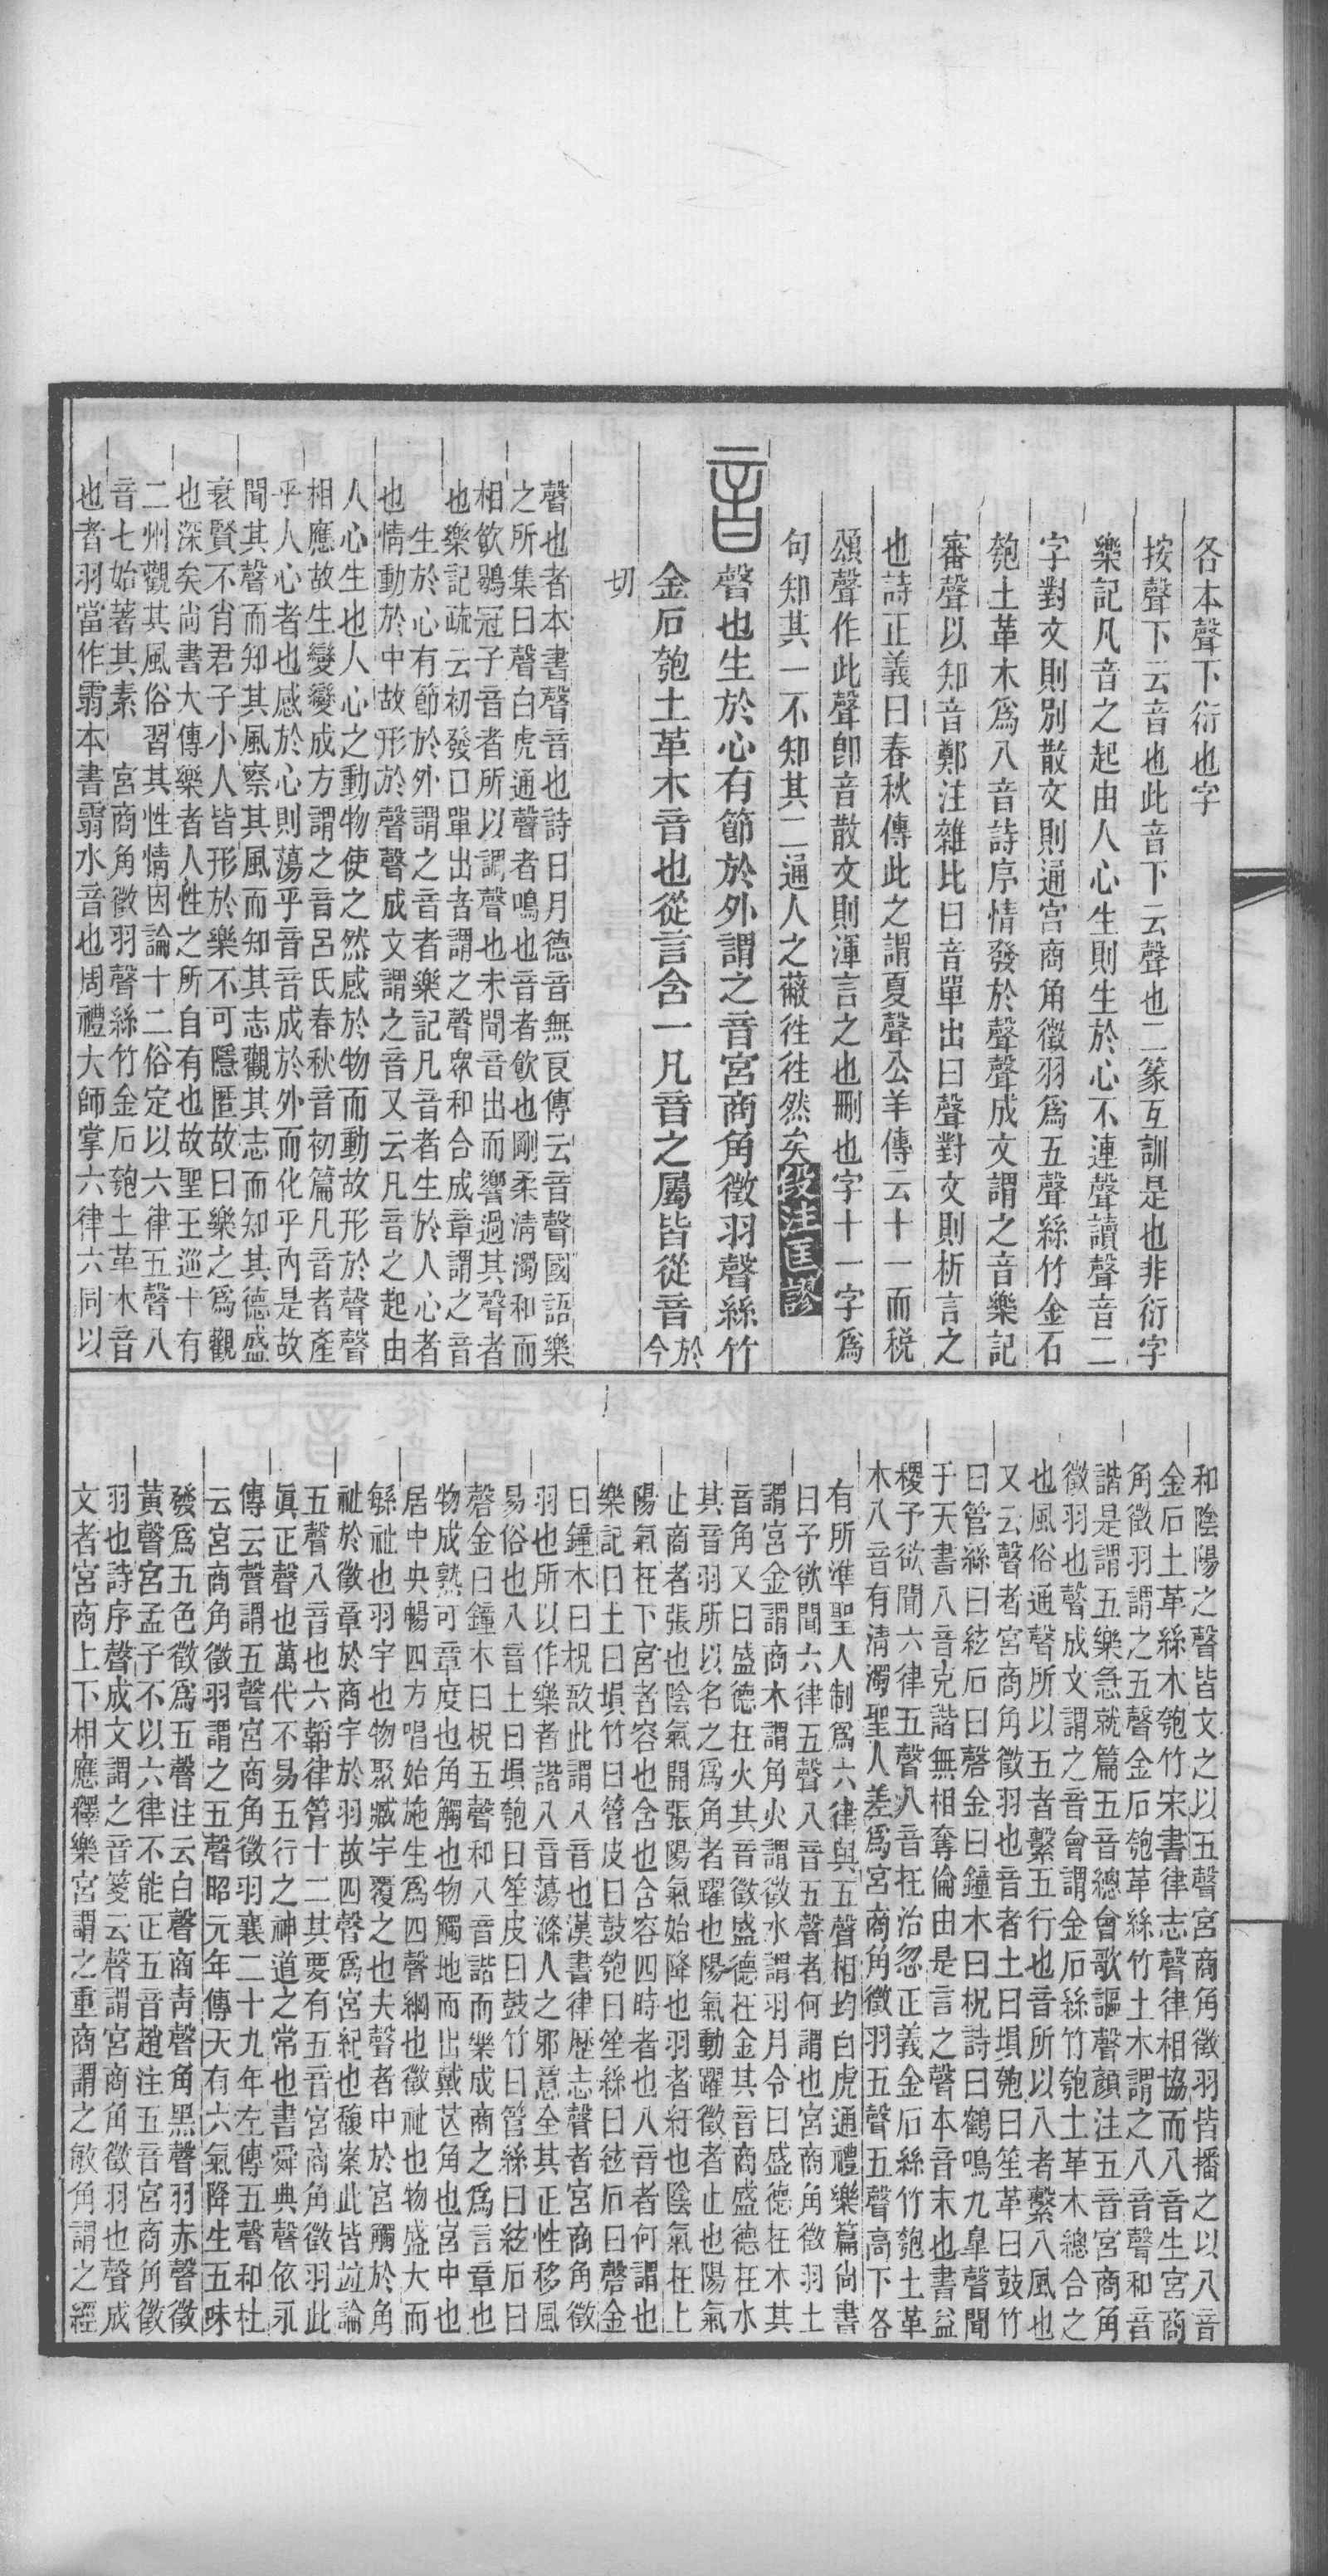 各本聲下衍也字
按聲下云音也此音下云聲也二篆互訓是也非衍字
樂記凡音之起由人心生則生於心不連聲讀聲音二
字對文則別散文則通宮商角徵羽爲五聲絲竹金石
匏土革木爲八音詩序情發於聲聲成文謂之音樂記
審聲以知音鄭注雜比曰音單出曰聲對文則析言之
也詩正義曰春秋傳此之謂夏聲公羊傳云十一而税
頌聲作此聲卽音散文則渾言之也刪也字十一字爲
句知其一不知其二通人之蔽徃徃然矣段注匡謬
音聲也生於心有節於外謂之音宮商角徵羽聲絲竹
金石匏土革木音也從言含一凡音之屬皆從音於今
切
聲也者本書聲音也詩日月德音無良傳云音聲國語樂
之所集曰聲白虎通聲者鳴也音者飮也剛柔淸濁和而
相飮鶡冠子音者所以調聲也未聞音出而響過其聲者
也樂記疏云初發口單出者謂之聲眾和合成章謂之音
生於心有節於外謂之音者樂記凡音者生於人心者
也情動於中故形於聲聲成文謂之音又云凡音之起由
人心生也人心之動物使之然感於物而動故形於聲聲
相應故生變變成方謂之音呂氏春秋音初篇凡音者產
乎人心者也感於心則蕩乎音音成於外而化乎內是故
聞其聲而知其風察其風而知其志觀其志而知其德盛
衰賢不肖君子小人皆形於樂不可隱匿故曰樂之爲觀
也深矣尚書大傳樂者人性之所自有也故聖王巡十有
二州觀其風俗習其性情因論十二俗定以六律五聲八
音七始著其素　宮商角徵羽聲絲竹金石匏土革木音
也者羽當作䨒本書䨒水音也周禮大師掌六律六同以
和陰陽之聲皆文之以五聲宮商角徵羽皆播之以八音
金石土革絲木匏竹宋書律志聲律相協而八音生宮商
角徵羽謂之五聲金石匏革絲竹土木謂之八音聲和音
諧是謂五樂急就篇五音總會歌謳聲顏注五音宮商角
徵羽也聲成文謂之音會謂金石絲竹匏土革木總合之
也風俗通聲所以五者繫五行也音所以八者繫八風也
又云聲者宮商角徵羽也音者土曰塤匏曰笙革曰鼓竹
曰管絲曰絃石曰磬金曰鐘木曰柷詩曰鶴鳴九臯聲聞
于天書八音克諧無相奪倫由是言之聲本音末也書益
稷予欲聞六律五聲八音在治忽正義金石絲竹匏土革
木八音有淸濁聖人差爲宮商角徵羽五聲五聲高下各
有所準聖人制爲六律與五聲相均白虎通禮樂篇尚書
曰予欲聞六律五聲八音五聲者何謂也宮商角徵羽土
謂宮金謂商木謂角火謂徵水謂羽月令曰盛德在木其
音角又曰盛德在火其音徵盛德在金其音商盛德在水
其音羽所以名之爲角者躍也陽氣動躍徵者止也陽氣
止商者張也陰氣開張陽氣始降也羽者紆也陰氣在上
陽氣在下宮者容也含也含容四時者也八音者何謂也
樂記曰土曰塤竹曰管皮曰鼓匏曰笙絲曰絃石曰磬金
曰鐘木曰柷敔此謂八音也漢書律歴志聲者宮商角徵
羽也所以作樂者諧八音蕩滌人之邪意全其正性移風
易俗也八音土曰塤匏曰笙皮曰鼓竹曰管絲曰絃石曰
磬金曰鐘木曰柷五聲和八音諧而樂成商之爲言章也
物成熟可章度也角觸也物觸地而出戴芒角也宮中也
居中央暢四方唱始施生爲四聲綱也徵祉也物盛大而
緐祉也羽宇也物聚臧宇覆之也夫聲者中於宮觸於角
祉於徵章於商宇於羽故四聲爲宮紀也馥案此皆竝論
五聲八音也六韜律管十二其要有五音宮商角徵羽此
眞正聲也萬代不易五行之神道之常也書舜典聲依永
傳云聲謂五聲宮商角徵羽襄二十九年左傳五聲和杜
云宮商角徵羽謂之五聲昭元年傳天有六氣降生五味
發爲五色徵爲五聲注云白聲商靑聲角黑聲羽赤聲徵
黃聲宮孟子不以六律不能正五音趙注五音宮商角徵
羽也詩序聲成文謂之音箋云聲謂宮商角徵羽也聲成
文者宮商上下相應釋樂宮謂之重商謂之敏角謂之經